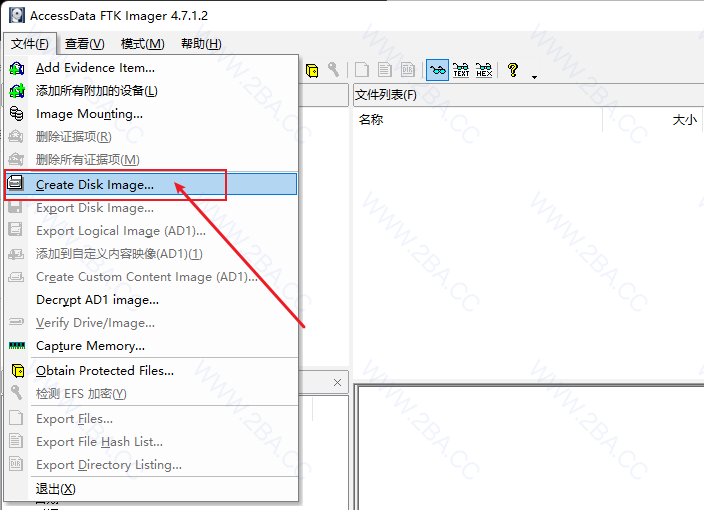 AccessData FTK Imager 4.7.1.2
文件(F) 查看(V) 模式(M) 帮助(H)
Add Evidence Item...
添加所有附加的设备(L)
Image Mounting...
删除证据项(R)
删除所有证据项(M)
Create Disk Image...
Export Disk Image...
Export Logical Image (AD1)...
添加到自定义内容映像(AD1)(1)
Create Custom Content Image (AD1)...
Decrypt AD1 image...
Verify Drive/Image...
Capture Memory...
Obtain Protected Files...
检测 EFS 加密(Y)
Export Files...
Export File Hash List...
Export Directory Listing...
退出(X)
TEXT HEX
文件列表(F)
名称 大小
WWW.2BA.CC